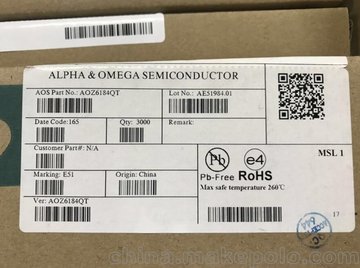 ALPHA & OMEGA SEMICONDUCTOR
AOS Part No.: AOZ6184QT
Lot No.: AE51984.01
Date Code: 165
Qty: 3000
Remark:
Customer Part#: N/A
Marking: E51
Origin: China
Ver: AOZ6184QT
Pb
e4
MSL 1
Pb-Free RoHS
Max safe temperature 260℃
17
china.makepolo.com